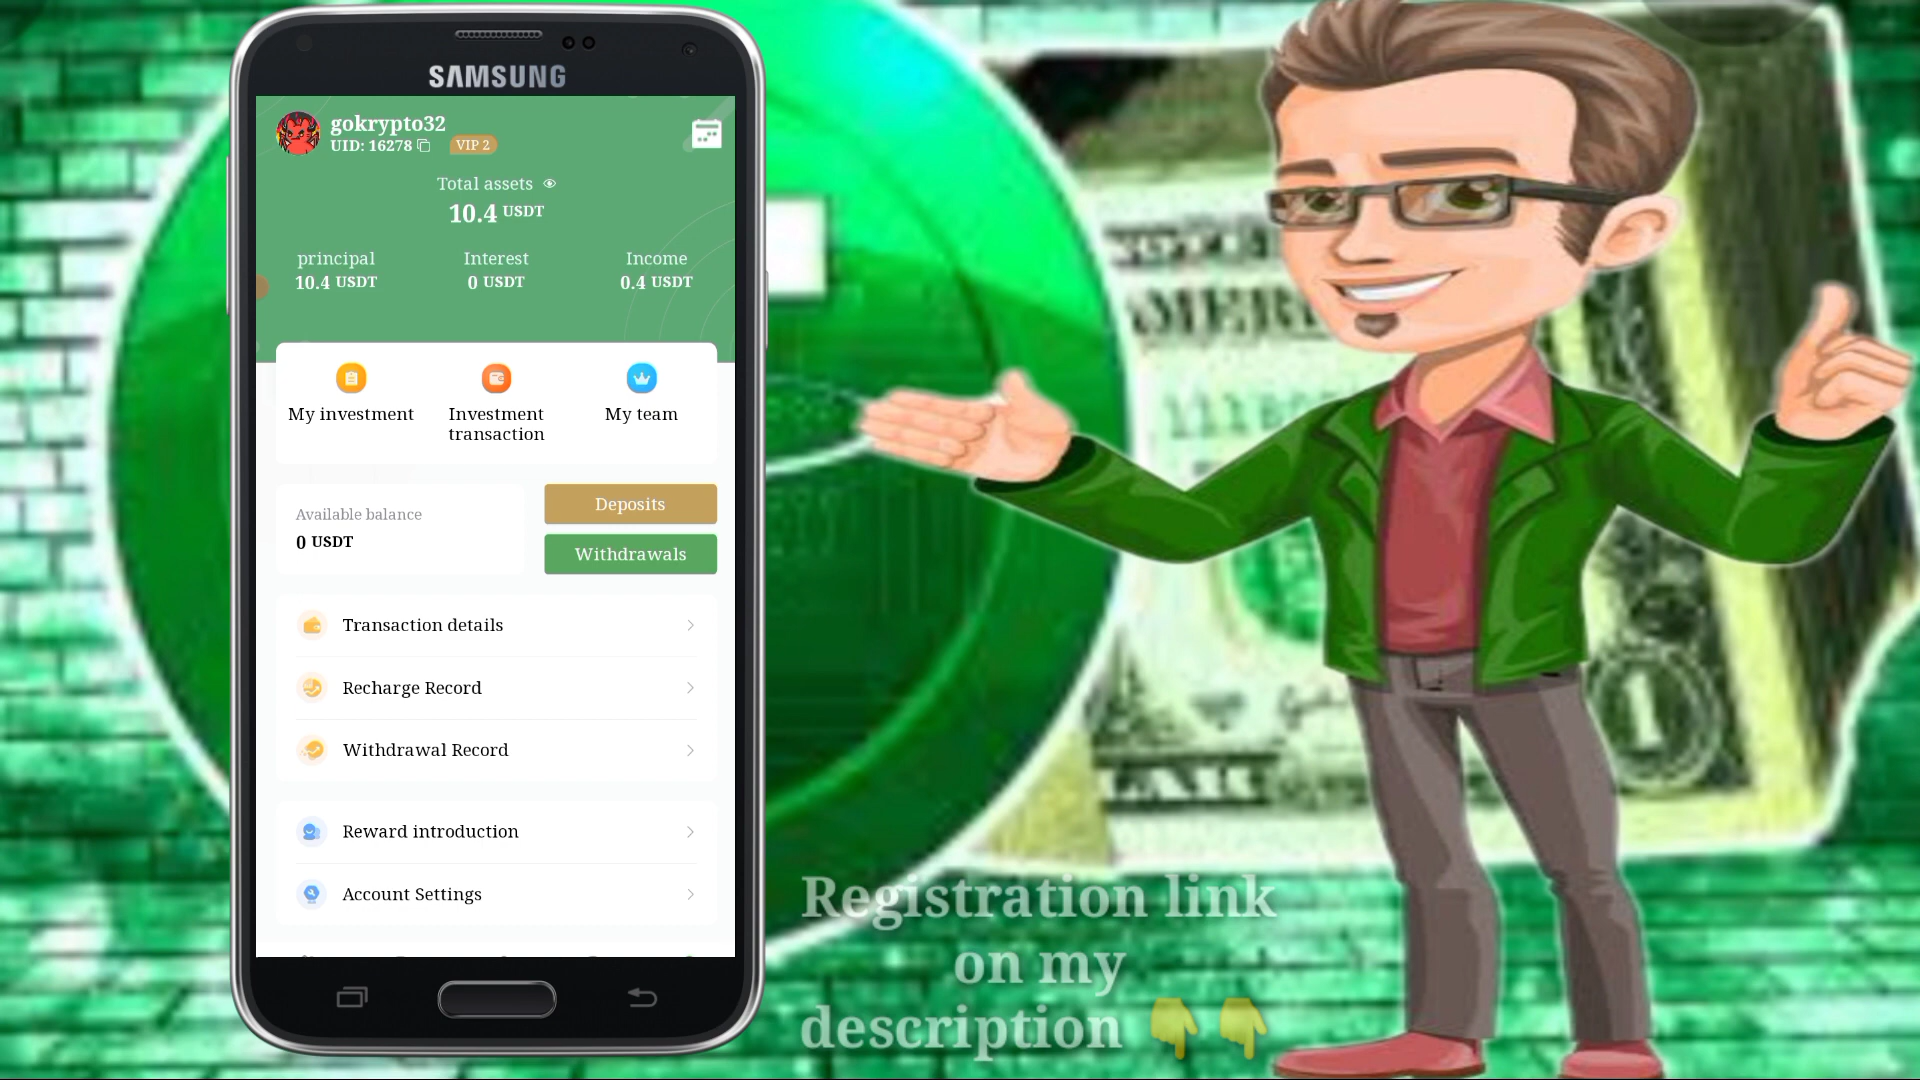 SAMSUNG
gokrypto32
UID: 16278
VIP 2
Total assets
10.4 USDT
principal Interest Income
10.4 USDT 0 USDT 0.4 USDT
My investment
Investment
transaction
My team
Available balance
0 USDT
Deposits
Withdrawals
Transaction details
Recharge Record
Withdrawal Record
Reward introduction
Account Settings
Registration link
on my
description 👇👇